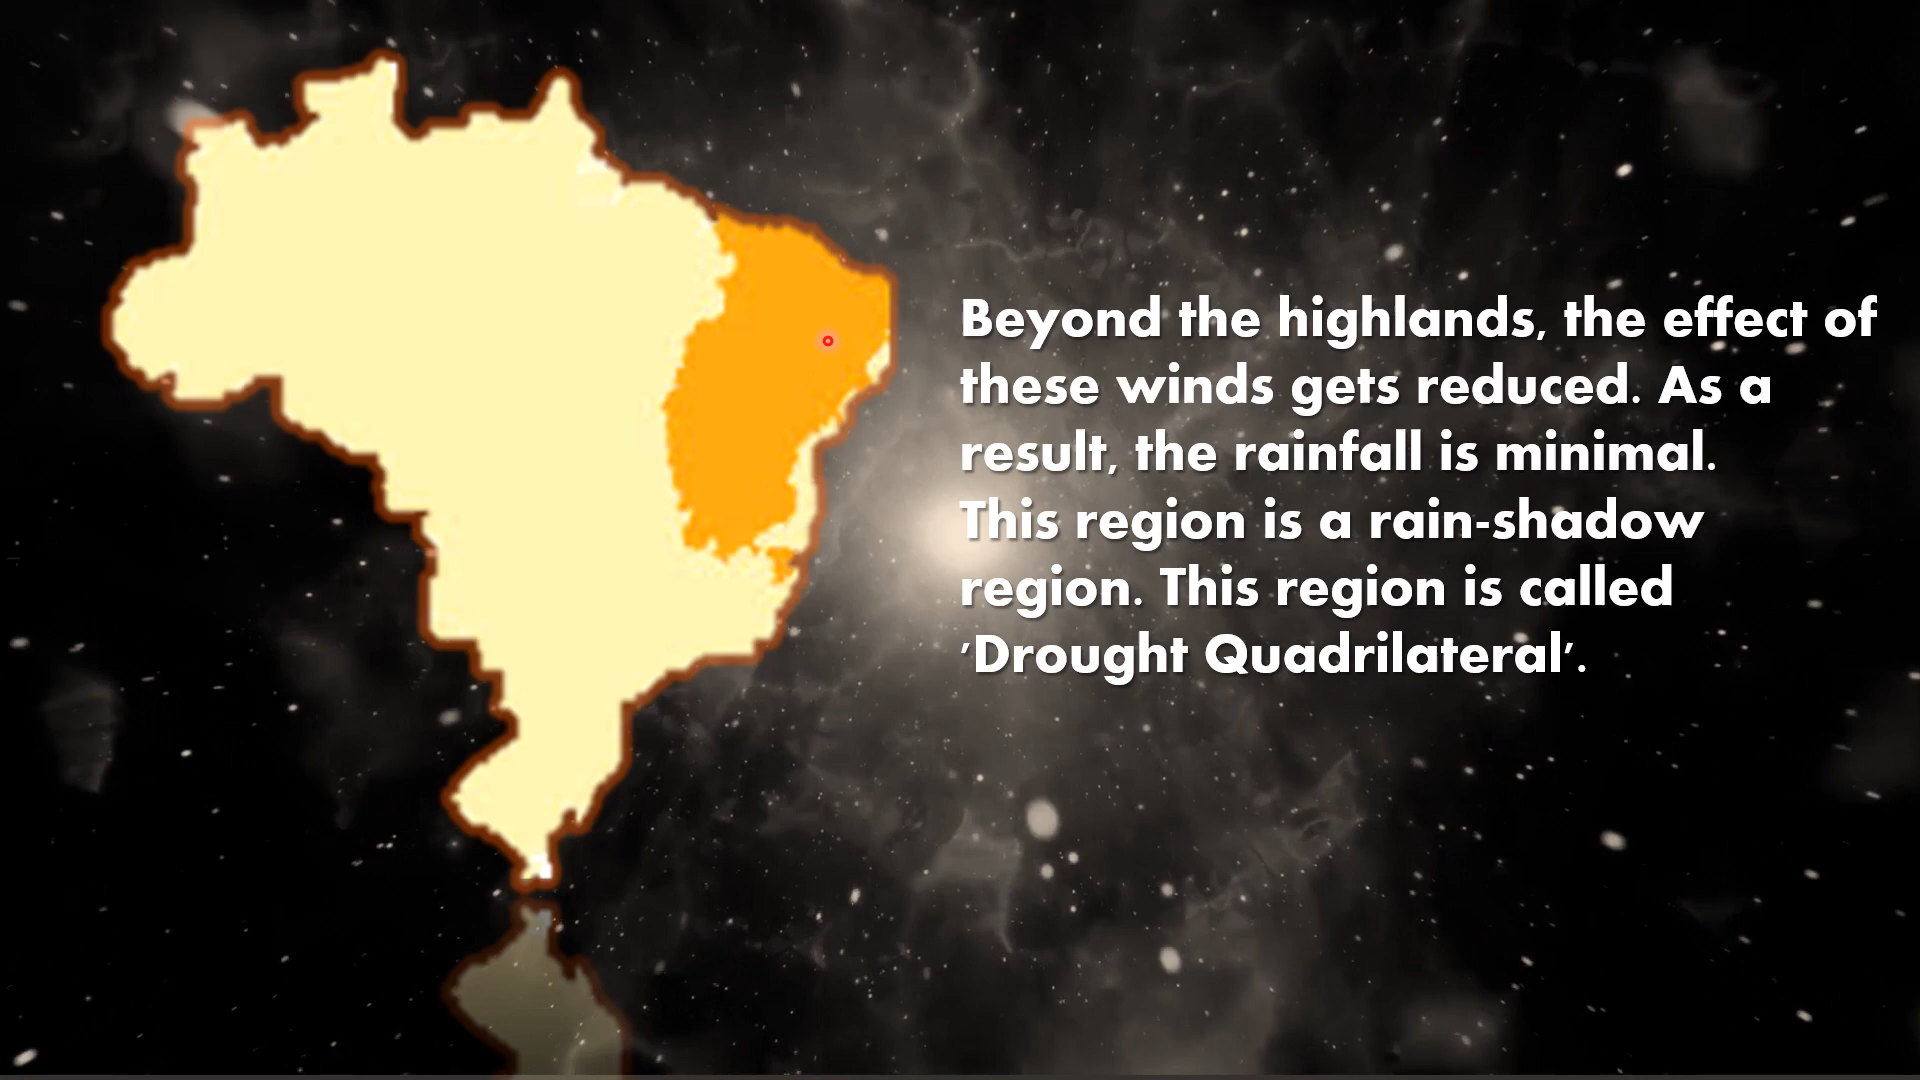 Beyond the highlands, the effect of
these winds gets reduced. As a
result, the rainfall is minimal.
This region is a rain-shadow
region. This region is called
'Drought Quadrilateral'.